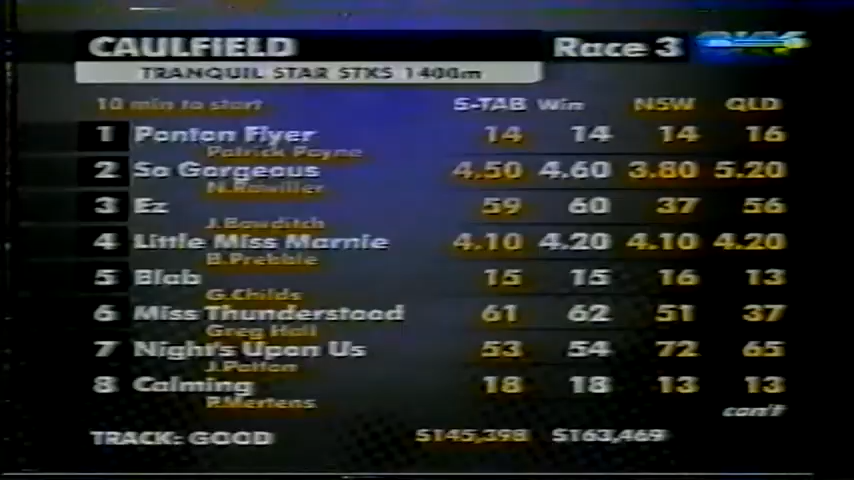 CAULFIELD Race 3
TRANQUIL STAR STKS 1400m
10 min to start S-TAB Win NSW QLD
1 Ponton Flyer 14 14 14 16
Patrick Payne
2 So Gorgeous 4.50 4.60 3.80 5.20
N.Rawiller
3 Ez 59 60 37 56
J.Bowditch
4 Little Miss Marnie 4.10 4.20 4.10 4.20
B.Prebble
5 Blab 15 15 16 13
G.Childs
6 Miss Thunderstood 61 62 51 37
Greg Hall
7 Night's Upon Us 53 54 72 65
J.Patton
8 Calming 18 18 13 13
P.Mertens
con't
TRACK: GOOD $145,398 $163,469